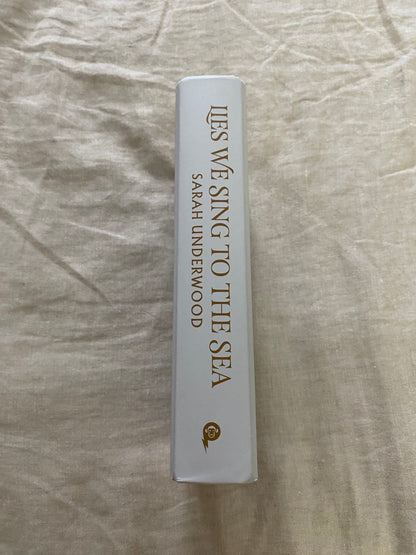 LIES WE SING TO THE SEA
SARAH UNDERWOOD